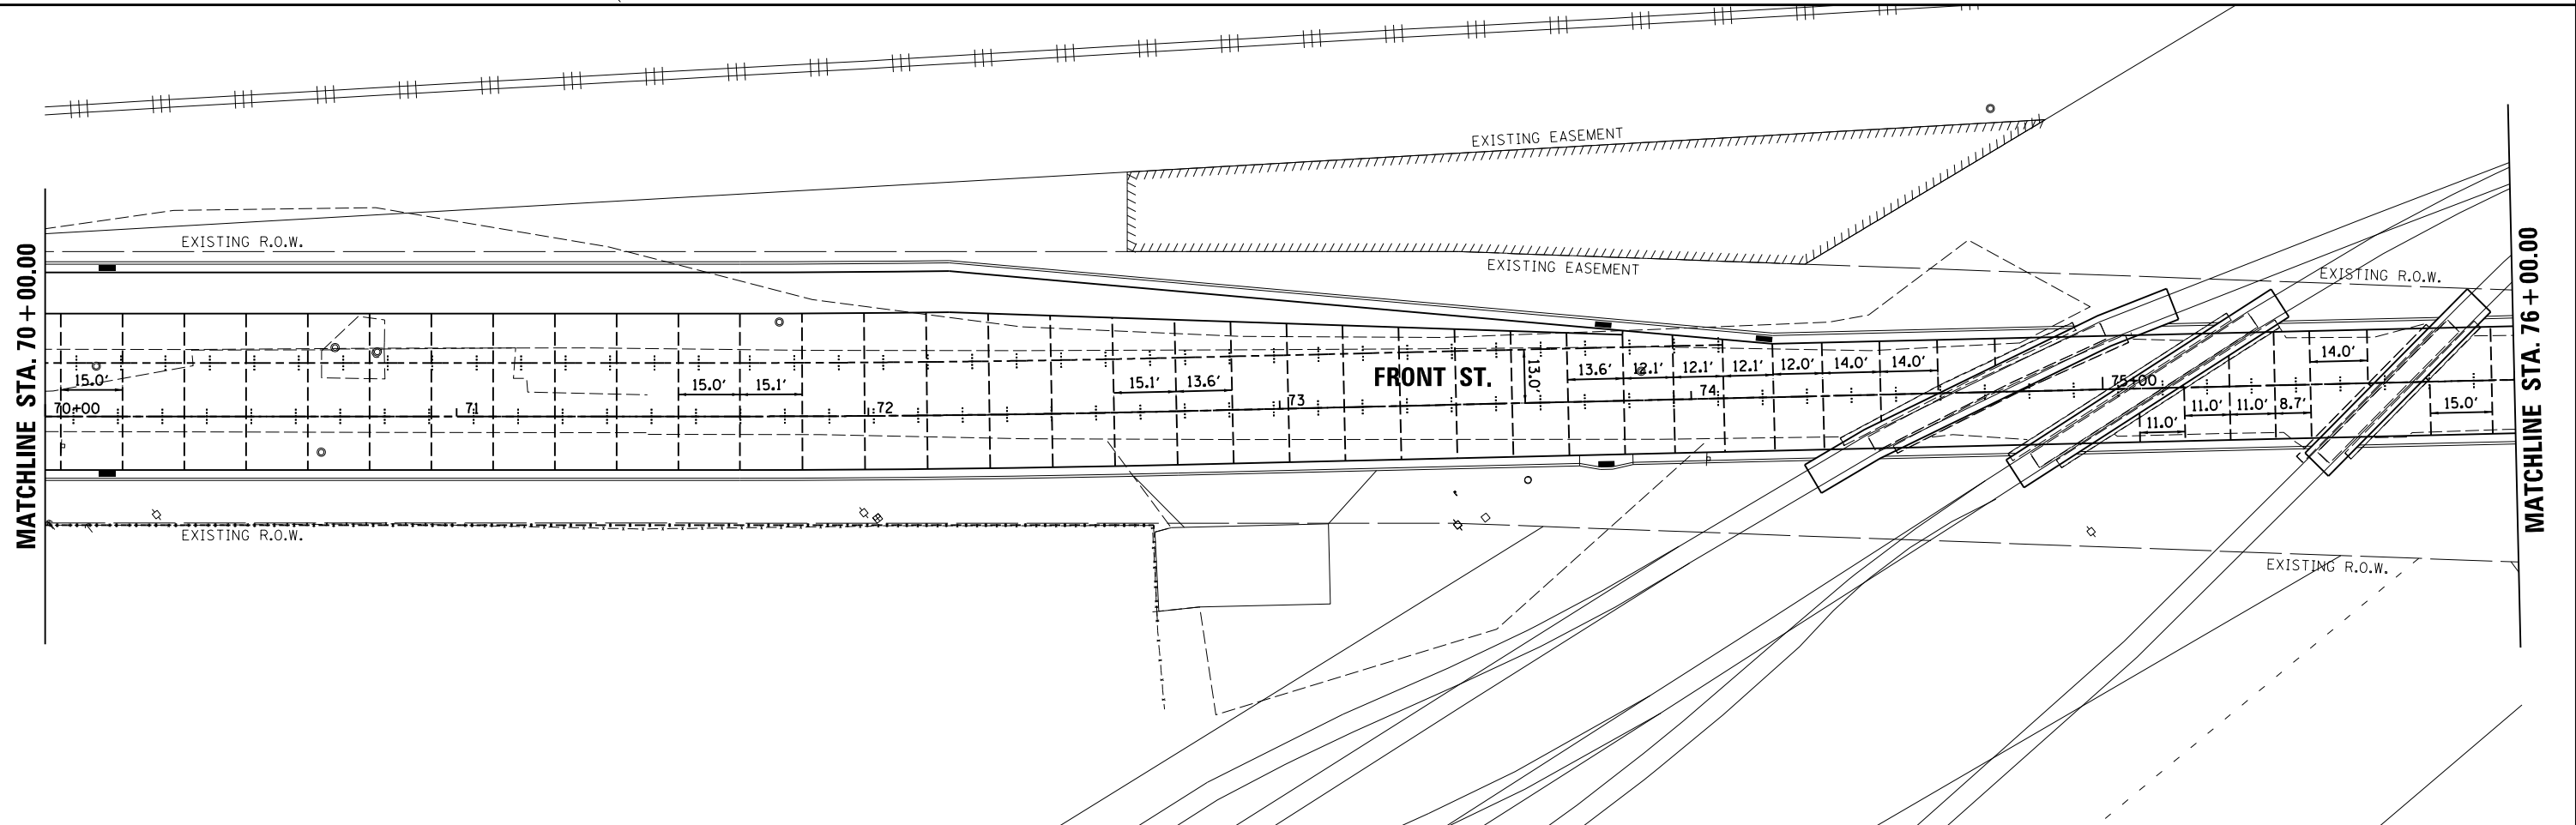 EXISTING EASEMENT
MATCHLINE STA. 70+00.00
EXISTING R.O.W.
EXISTING EASEMENT
EXISTING R.O.W.
MATCHLINE STA. 76+00.00
15.0'
15.0'
15.1'
15.1'
13.6'
FRONT ST.
13.0'
13.6'
12.1'
12.1'
12.1'
12.0'
14.0'
14.0'
14.0'
70+00
71
72
73
74
75+00
11.0'
11.0'
11.0'
8.7'
15.0'
EXISTING R.O.W.
EXISTING R.O.W.